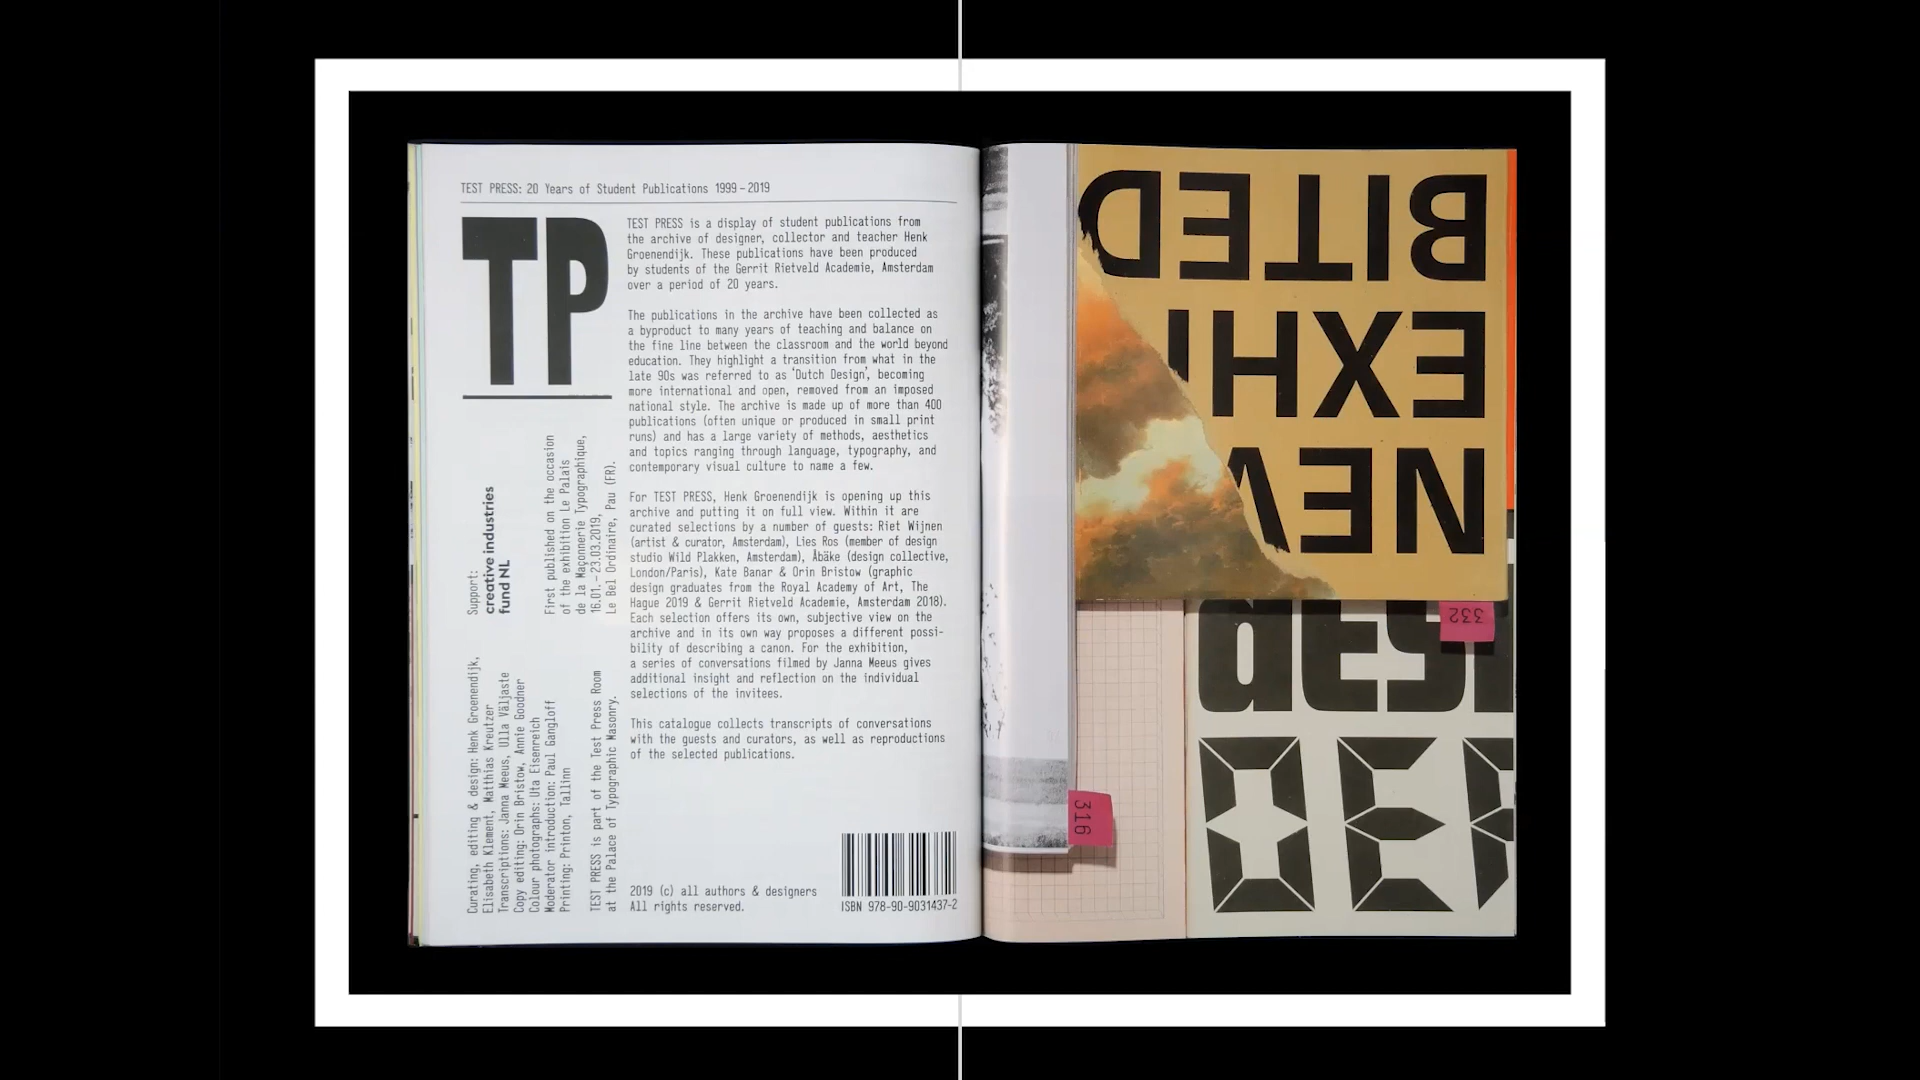 TEST PRESS: 20 Years of Student Publications 1999–2019
TP
TEST PRESS is a display of student publications from
the archive of designer, collector and teacher Henk
Groenendijk. These publications have been produced
by students of the Gerrit Rietveld Academie, Amsterdam
over a period of 20 years.
The publications in the archive have been collected as
a byproduct to many years of teaching and balance on
the fine line between the classroom and the world beyond
education. They highlight a transition from what in the
late 90s was referred to as ‘Dutch Design’, becoming
more international and open, removed from an imposed
national style. The archive is made up of more than 400
publications (often unique or produced in small print
runs) and has a large variety of methods, aesthetics
and topics ranging through language, typography, and
contemporary visual culture to name a few.
For TEST PRESS, Henk Groenendijk is opening up this
archive and putting it on full view. Within it are
curated selections by a number of guests: Riet Wijnen
(artist & curator, Amsterdam), Lies Ros (member of design
studio Wild Plakken, Amsterdam), Åbäke (design collective,
London/Paris), Kate Banar & Orin Bristow (graphic
design graduates from the Royal Academy of Art, The
Hague 2019 & Gerrit Rietveld Academie, Amsterdam 2018).
Each selection offers its own, subjective view on the
archive and in its own way proposes a different possi-
bility of describing a canon. For the exhibition,
a series of conversations filmed by Janna Meeus gives
additional insight and reflection on the individual
selections of the invitees.
This catalogue collects transcripts of conversations
with the guests and curators, as well as reproductions
of the selected publications.
2019 (c) all authors & designers
All rights reserved.
ISBN 978-90-9031437-2
Support:
creative industries
fund NL
First published on the occasion
of the exhibition Le Palais
de la Maçonnerie Typographique,
16.01.–23.03.2019,
Le Bel Ordinaire, Pau (FR).
Curating, editing & design: Henk Groenendijk,
Elisabeth Klement, Matthias Kreutzer
Transcriptions: Janna Meeus, Ulla Väljaste
Copy editing: Orin Bristow, Annie Goodner
Colour photographs: Uta Eisenreich
Moderator introduction: Paul Gangloff
Printing: Printon, Tallinn
TEST PRESS is part of the Test Press Room
at the Palace of Typographic Masonry.
NEW
EXHI
BITED
332
316